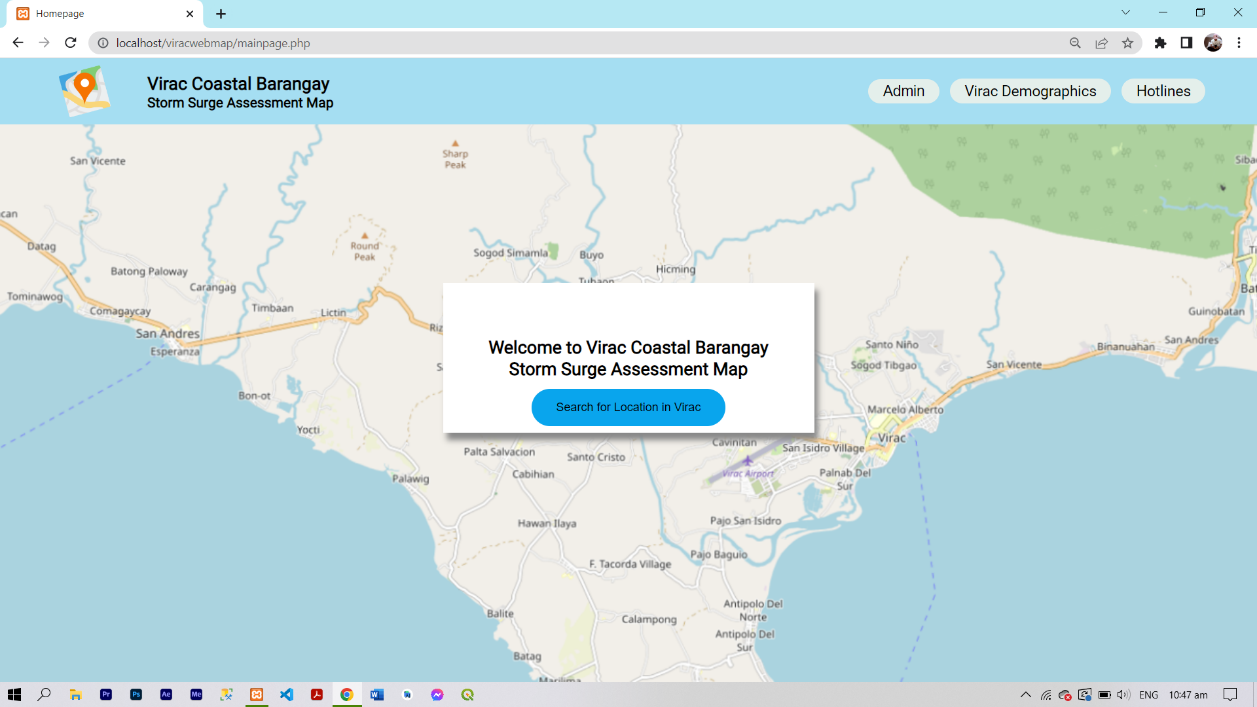 Homepage
localhost/viracwebmap/mainpage.php
Virac Coastal Barangay
Storm Surge Assessment Map
Admin
Virac Demographics
Hotlines
San Vicente
Sharp
Peak
Datag
Round
Peak
Sogod Simamla
Buyo
Hicming
Batong Paloway
Carangag
Tominawog
Comagaycay
Timbaan
Lictin
San Andres
Esperanza
Guinobatan
Santo Niño
Binanuahan
San Andres
Sogod Tibgao
San Vicente
Welcome to Virac Coastal Barangay
Storm Surge Assessment Map
Search for Location in Virac
Bon-ot
Yocti
Marcelo Alberto
Virac
Cavinitan
San Isidro Village
Palta Salvacion
Santo Cristo
Cabihian
Virac Airport
Palnab Del
Sur
Palawig
Hawan Ilaya
Pajo San Isidro
Pajo Baguio
F. Tacorda Village
Antipolo Del
Norte
Balite
Calampong
Antipolo Del
Sur
Batag
Pr
Ps
Ae
Me
ENG
10:47 am